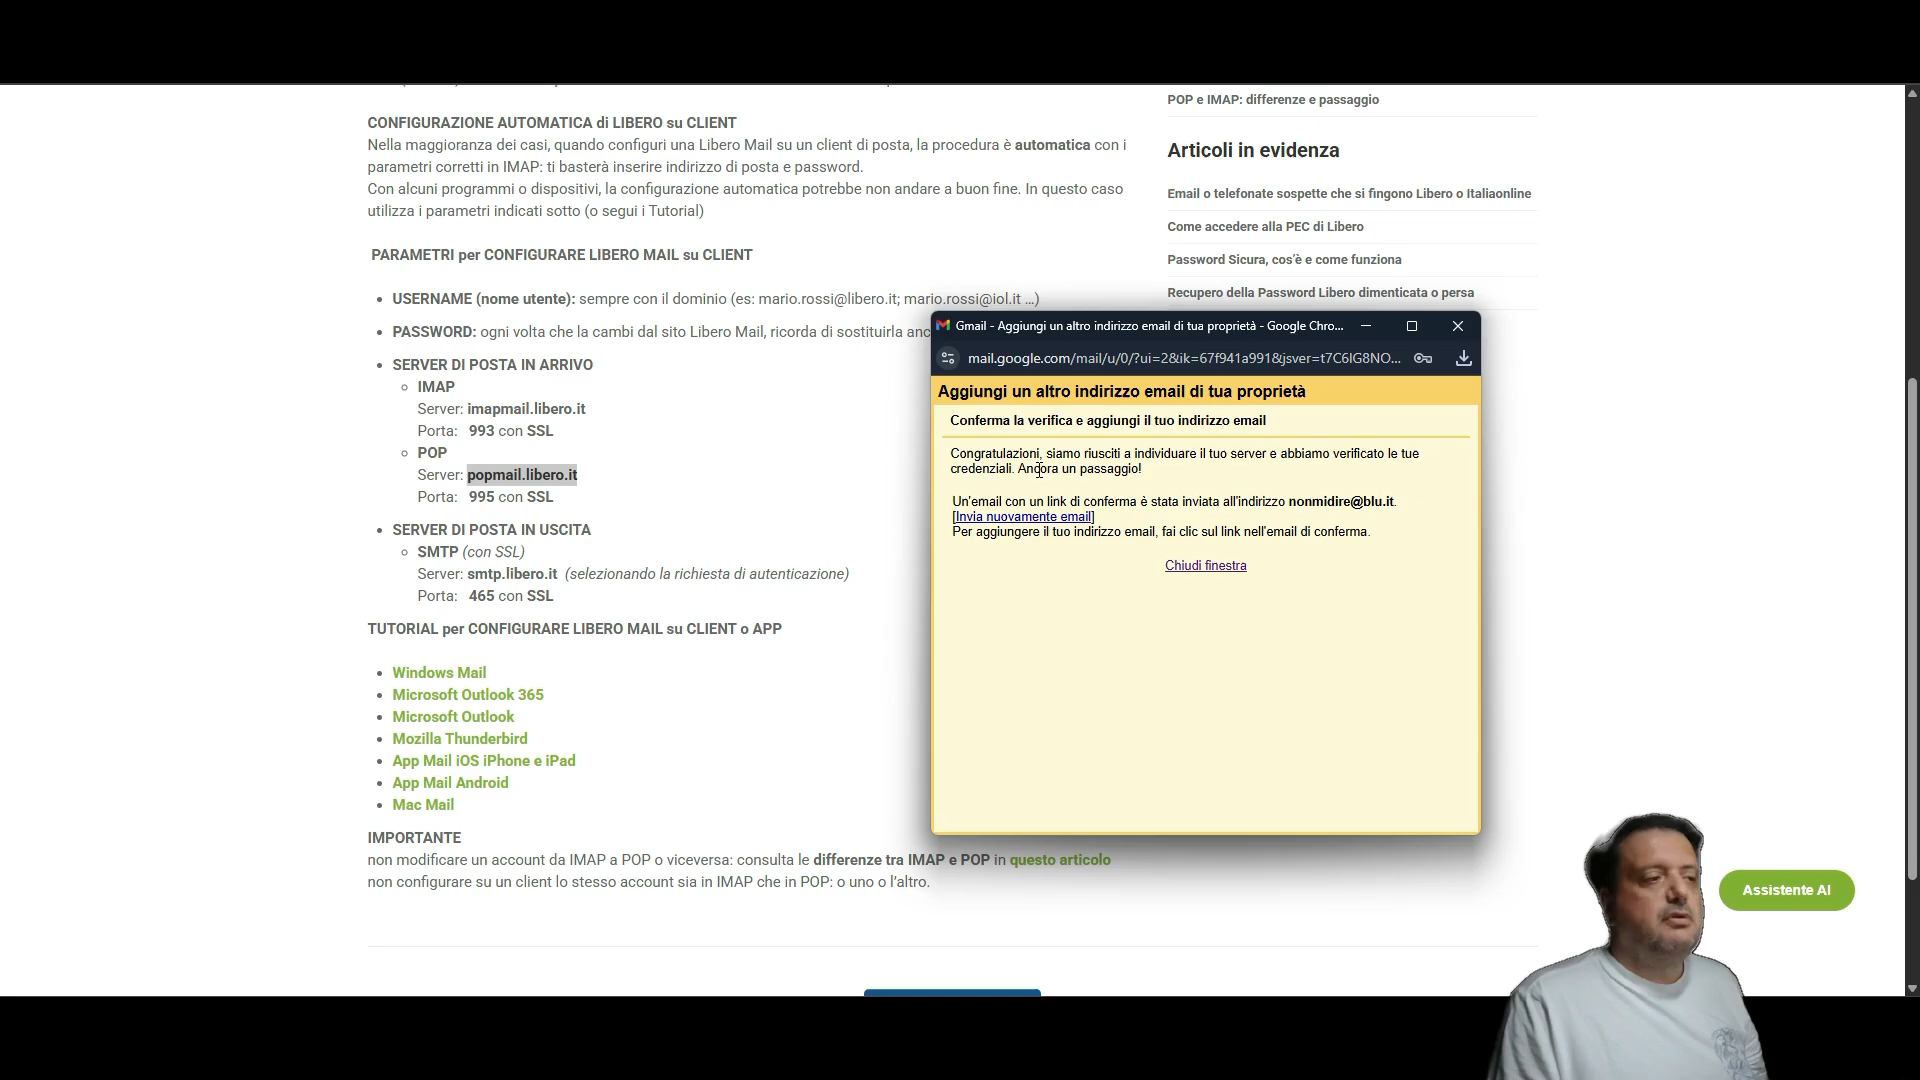 CONFIGURAZIONE AUTOMATICA di LIBERO su CLIENT
Nella maggioranza dei casi, quando configuri una Libero Mail su un client di posta, la procedura è automatica con i
parametri corretti in IMAP: ti basterà inserire indirizzo di posta e password.
Con alcuni programmi o dispositivi, la configurazione automatica potrebbe non andare a buon fine. In questo caso
utilizza i parametri indicati sotto (o segui i Tutorial)
PARAMETRI per CONFIGURARE LIBERO MAIL su CLIENT
USERNAME (nome utente): sempre con il dominio (es: mario.rossi@libero.it; mario.rossi@iol.it ...)
PASSWORD: ogni volta che la cambi dal sito Libero Mail, ricorda di sostituirla anc
SERVER DI POSTA IN ARRIVO
IMAP
Server: imapmail.libero.it
Porta: 993 con SSL
POP
Server: popmail.libero.it
Porta: 995 con SSL
SERVER DI POSTA IN USCITA
SMTP (con SSL)
Server: smtp.libero.it (selezionando la richiesta di autenticazione)
Porta: 465 con SSL
TUTORIAL per CONFIGURARE LIBERO MAIL su CLIENT o APP
Windows Mail
Microsoft Outlook 365
Microsoft Outlook
Mozilla Thunderbird
App Mail iOS iPhone e iPad
App Mail Android
Mac Mail
IMPORTANTE
non modificare un account da IMAP a POP o viceversa: consulta le differenze tra IMAP e POP in questo articolo
non configurare su un client lo stesso account sia in IMAP che in POP: o uno o l'altro.
POP e IMAP: differenze e passaggio
Articoli in evidenza
Email o telefonate sospette che si fingono Libero o Italiaonline
Come accedere alla PEC di Libero
Password Sicura, cos'è e come funziona
Recupero della Password Libero dimenticata o persa
Gmail - Aggiungi un altro indirizzo email di tua proprietà - Google Chro...
mail.google.com/mail/u/0/?ui=2&ik=67f941a991&jsver=t7C6IG8NO...
Aggiungi un altro indirizzo email di tua proprietà
Conferma la verifica e aggiungi il tuo indirizzo email
Congratulazioni, siamo riusciti a individuare il tuo server e abbiamo verificato le tue
credenziali. Ancora un passaggio!
Un'email con un link di conferma è stata inviata all'indirizzo nonmidire@blu.it.
[Invia nuovamente email]
Per aggiungere il tuo indirizzo email, fai clic sul link nell'email di conferma.
Chiudi finestra
Assistente AI